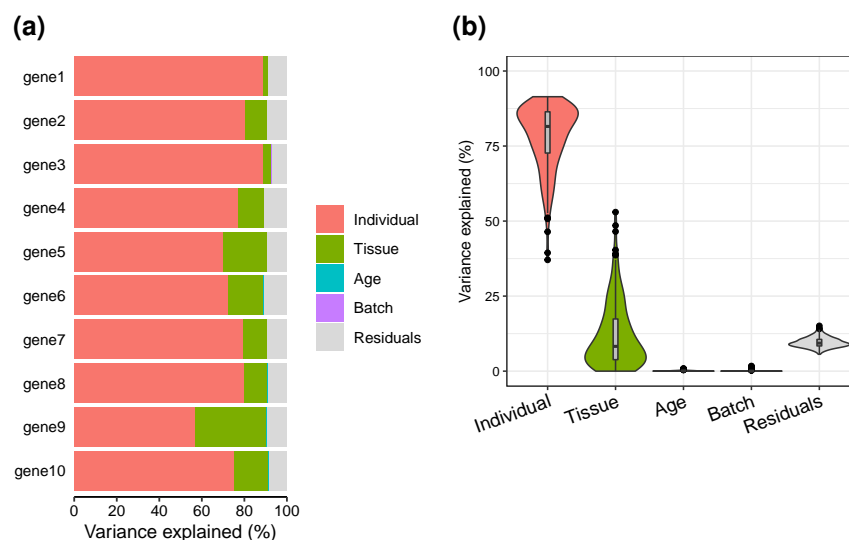 (a)
gene1
gene2
gene3
gene4
gene5
gene6
gene7
gene8
gene9
gene10
0 20 40 60 80 100
Variance explained (%)
Individual
Tissue
Age
Batch
Residuals
(b)
Variance explained (%)
100
75
50
25
0
Individual
Tissue
Age
Batch
Residuals